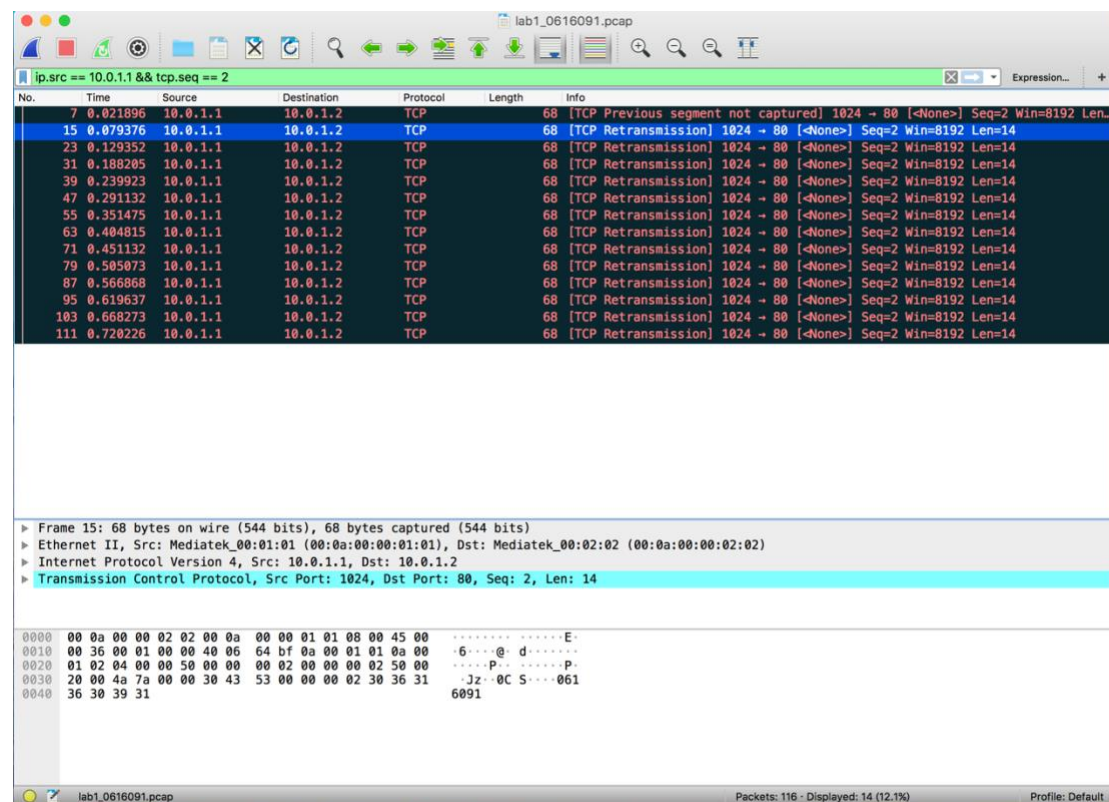 lab1_0616091.pcap
ip.src == 10.0.1.1 && tcp.seq == 2 Expression... +
No. Time Source Destination Protocol Length Info
7 0.021896 10.0.1.1 10.0.1.2 TCP 68 [TCP Previous segment not captured] 1024 → 80 [<None>] Seq=2 Win=8192 Len…
15 0.079376 10.0.1.1 10.0.1.2 TCP 68 [TCP Retransmission] 1024 → 80 [<None>] Seq=2 Win=8192 Len=14
23 0.129352 10.0.1.1 10.0.1.2 TCP 68 [TCP Retransmission] 1024 → 80 [<None>] Seq=2 Win=8192 Len=14
31 0.188205 10.0.1.1 10.0.1.2 TCP 68 [TCP Retransmission] 1024 → 80 [<None>] Seq=2 Win=8192 Len=14
39 0.239923 10.0.1.1 10.0.1.2 TCP 68 [TCP Retransmission] 1024 → 80 [<None>] Seq=2 Win=8192 Len=14
47 0.291132 10.0.1.1 10.0.1.2 TCP 68 [TCP Retransmission] 1024 → 80 [<None>] Seq=2 Win=8192 Len=14
55 0.351475 10.0.1.1 10.0.1.2 TCP 68 [TCP Retransmission] 1024 → 80 [<None>] Seq=2 Win=8192 Len=14
63 0.404815 10.0.1.1 10.0.1.2 TCP 68 [TCP Retransmission] 1024 → 80 [<None>] Seq=2 Win=8192 Len=14
71 0.451132 10.0.1.1 10.0.1.2 TCP 68 [TCP Retransmission] 1024 → 80 [<None>] Seq=2 Win=8192 Len=14
79 0.505073 10.0.1.1 10.0.1.2 TCP 68 [TCP Retransmission] 1024 → 80 [<None>] Seq=2 Win=8192 Len=14
87 0.566868 10.0.1.1 10.0.1.2 TCP 68 [TCP Retransmission] 1024 → 80 [<None>] Seq=2 Win=8192 Len=14
95 0.619637 10.0.1.1 10.0.1.2 TCP 68 [TCP Retransmission] 1024 → 80 [<None>] Seq=2 Win=8192 Len=14
103 0.668273 10.0.1.1 10.0.1.2 TCP 68 [TCP Retransmission] 1024 → 80 [<None>] Seq=2 Win=8192 Len=14
111 0.720226 10.0.1.1 10.0.1.2 TCP 68 [TCP Retransmission] 1024 → 80 [<None>] Seq=2 Win=8192 Len=14
Frame 15: 68 bytes on wire (544 bits), 68 bytes captured (544 bits)
Ethernet II, Src: Mediatek_00:01:01 (00:0a:00:00:01:01), Dst: Mediatek_00:02:02 (00:0a:00:00:02:02)
Internet Protocol Version 4, Src: 10.0.1.1, Dst: 10.0.1.2
Transmission Control Protocol, Src Port: 1024, Dst Port: 80, Seq: 2, Len: 14
0000 00 0a 00 00 02 02 00 0a 00 00 01 01 08 00 45 00 ········ ······E·
0010 00 36 00 01 00 00 40 06 64 bf 0a 00 01 01 0a 00 ·6····@· d·······
0020 01 02 04 00 00 50 00 00 00 02 00 00 00 02 50 00 ·····P·· ······P·
0030 20 00 4a 7a 00 00 30 43 53 00 00 00 02 30 36 31 ·Jz··0C S····061
0040 36 30 39 31 6091
lab1_0616091.pcap Packets: 116 · Displayed: 14 (12.1%) Profile: Default